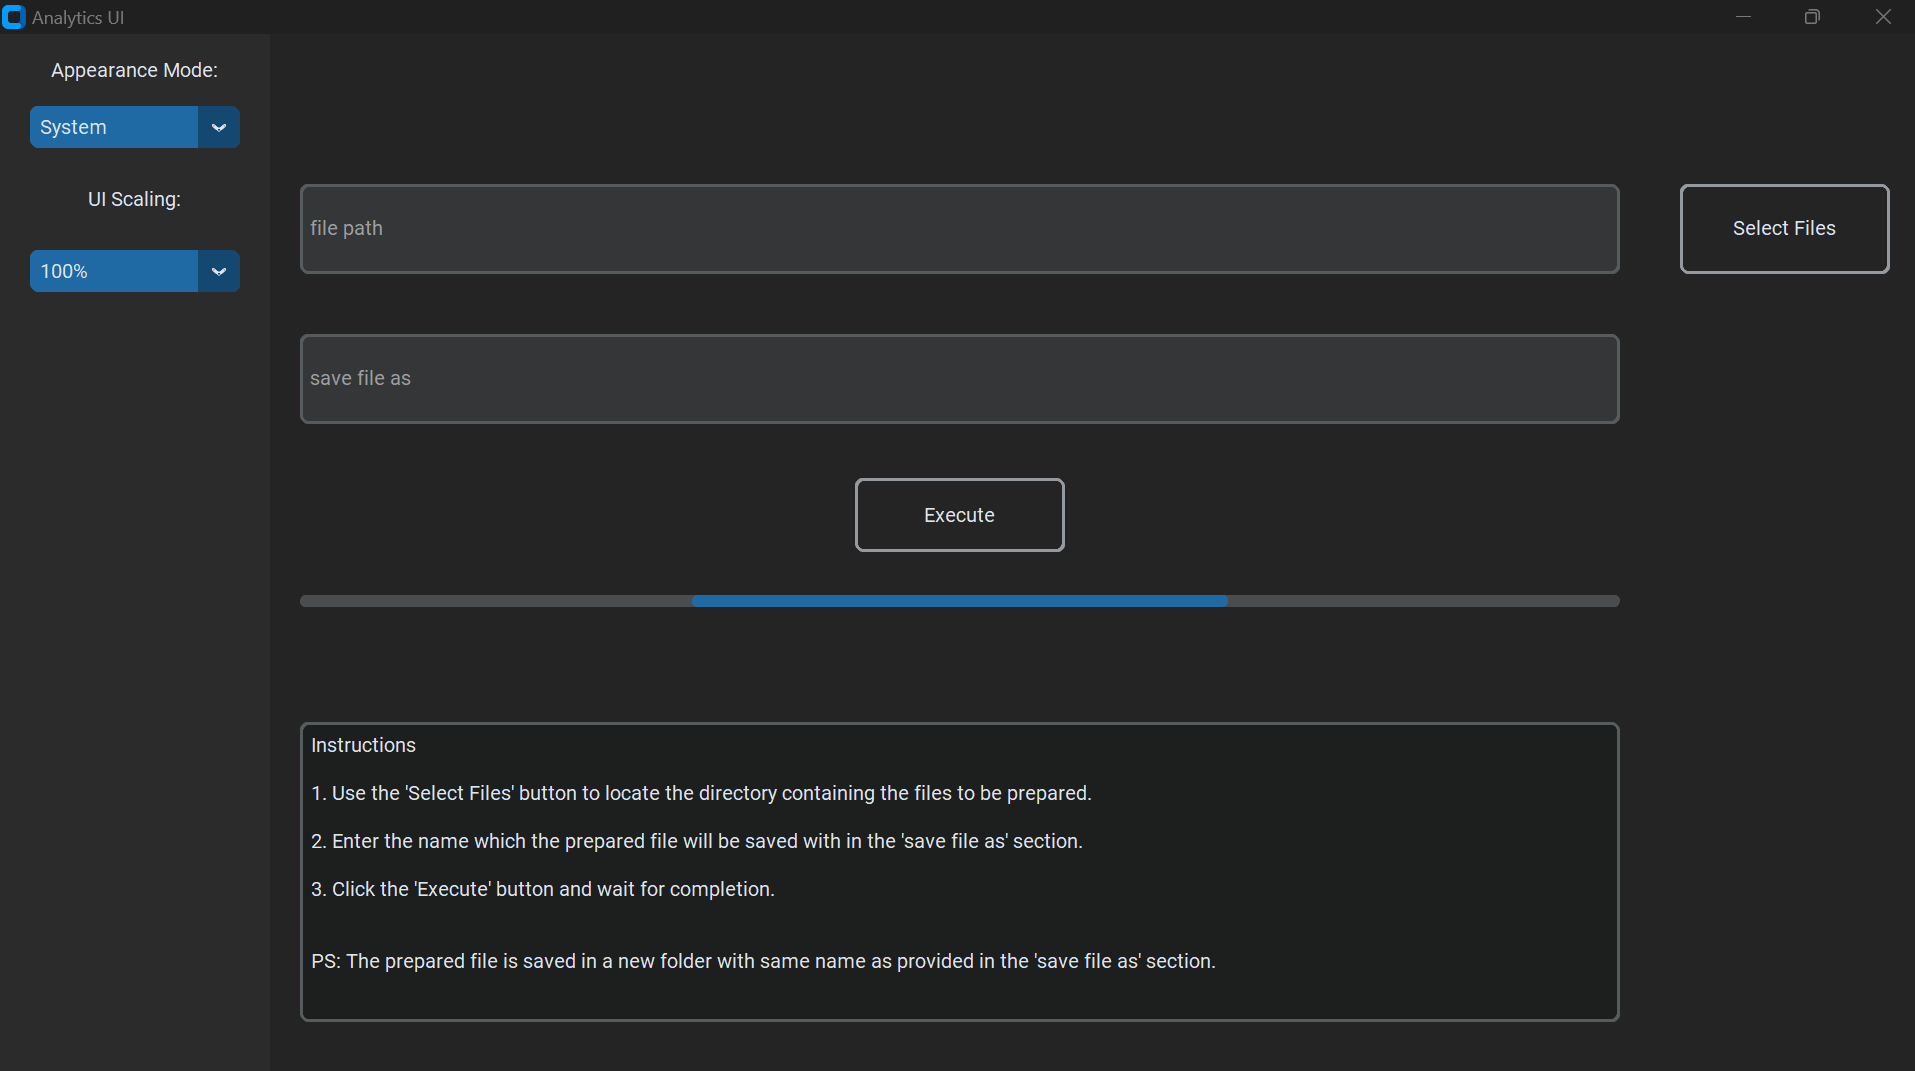 Analytics UI
Appearance Mode:
System
UI Scaling:
100%
file path
Select Files
save file as
Execute
Instructions
1. Use the 'Select Files' button to locate the directory containing the files to be prepared.
2. Enter the name which the prepared file will be saved with in the 'save file as' section.
3. Click the 'Execute' button and wait for completion.
PS: The prepared file is saved in a new folder with same name as provided in the 'save file as' section.